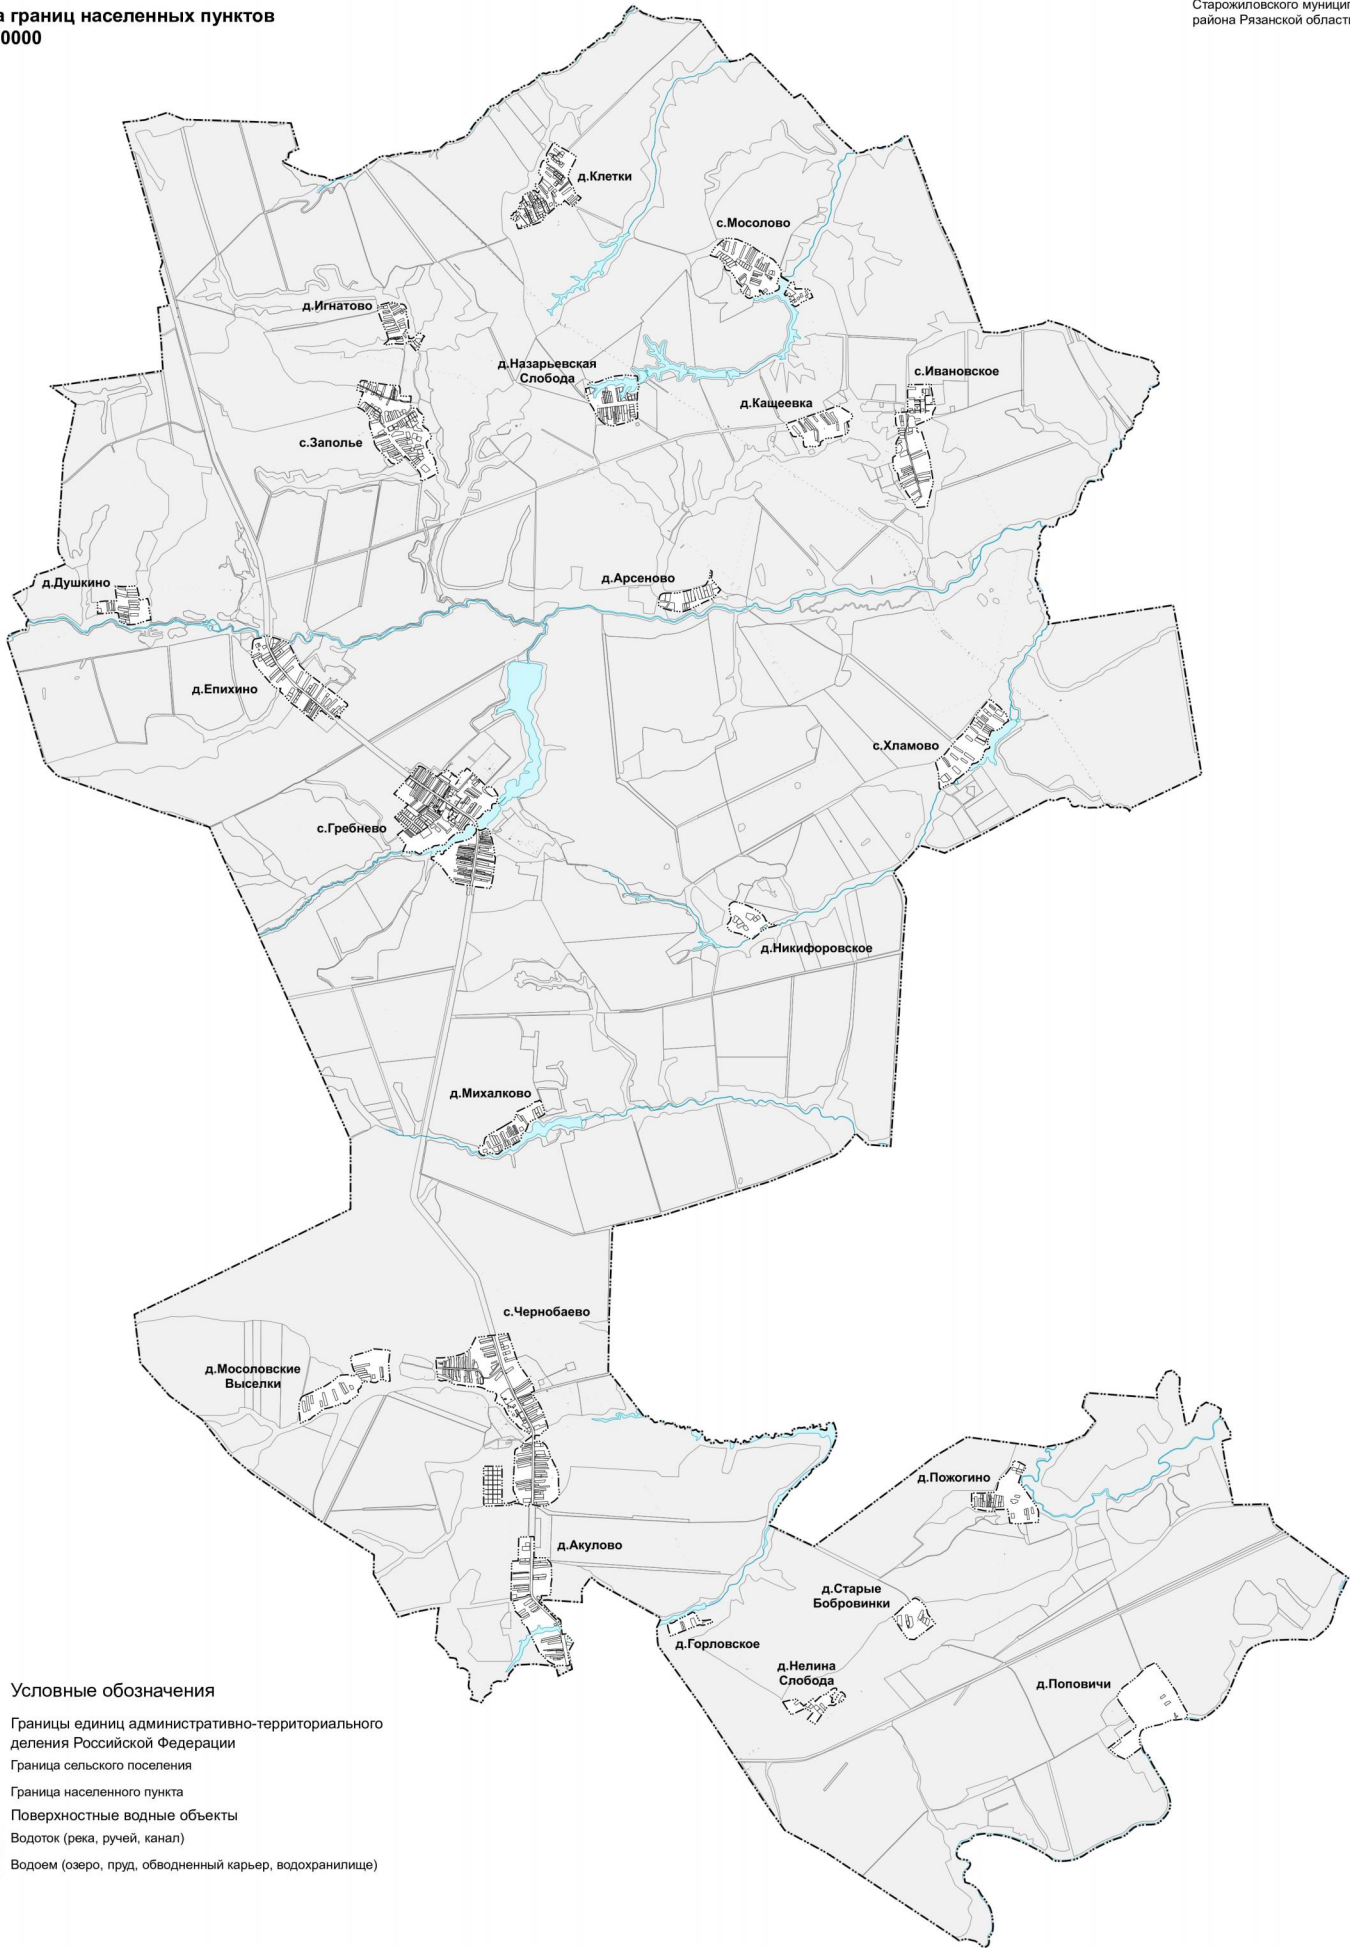 а границ населенных пунктов
0000
Старожиловского муницип
района Рязанской области
д.Клетки
с.Мосолово
д.Игнатово
д.Назарьевская
Слобода
с.Ивановское
д.Кащеевка
с.Заполье
д.Душкино
д.Арсеново
д.Епихино
с.Хламово
с.Гребнево
д.Никифоровское
д.Михалково
с.Чернобаево
д.Мосоловские
Выселки
д.Пожогино
д.Акулово
д.Старые
Бобровинки
д.Горловское
д.Нелина
Слобода
д.Поповичи
Условные обозначения
Границы единиц административно-территориального
деления Российской Федерации
Граница сельского поселения
Граница населенного пункта
Поверхностные водные объекты
Водоток (река, ручей, канал)
Водоем (озеро, пруд, обводненный карьер, водохранилище)